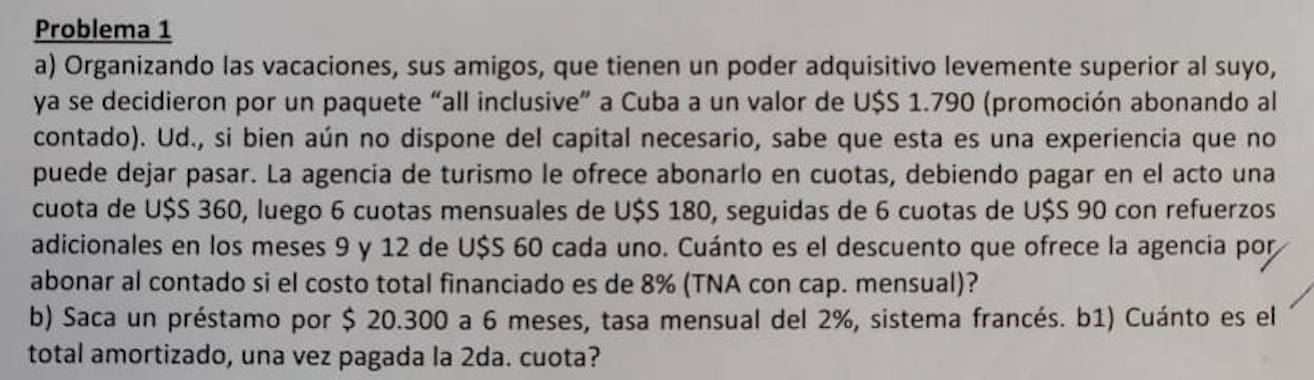 Problema 1
a) Organizando las vacaciones, sus amigos, que tienen un poder adquisitivo levemente superior al suyo,
ya se decidieron por un paquete “all inclusive” a Cuba a un valor de U$S 1.790 (promoción abonando al
contado). Ud., si bien aún no dispone del capital necesario, sabe que esta es una experiencia que no
puede dejar pasar. La agencia de turismo le ofrece abonarlo en cuotas, debiendo pagar en el acto una
cuota de U$S 360, luego 6 cuotas mensuales de U$S 180, seguidas de 6 cuotas de U$S 90 con refuerzos
adicionales en los meses 9 y 12 de U$S 60 cada uno. Cuánto es el descuento que ofrece la agencia por
abonar al contado si el costo total financiado es de 8% (TNA con cap. mensual)?
b) Saca un préstamo por $ 20.300 a 6 meses, tasa mensual del 2%, sistema francés. b1) Cuánto es el
total amortizado, una vez pagada la 2da. cuota?